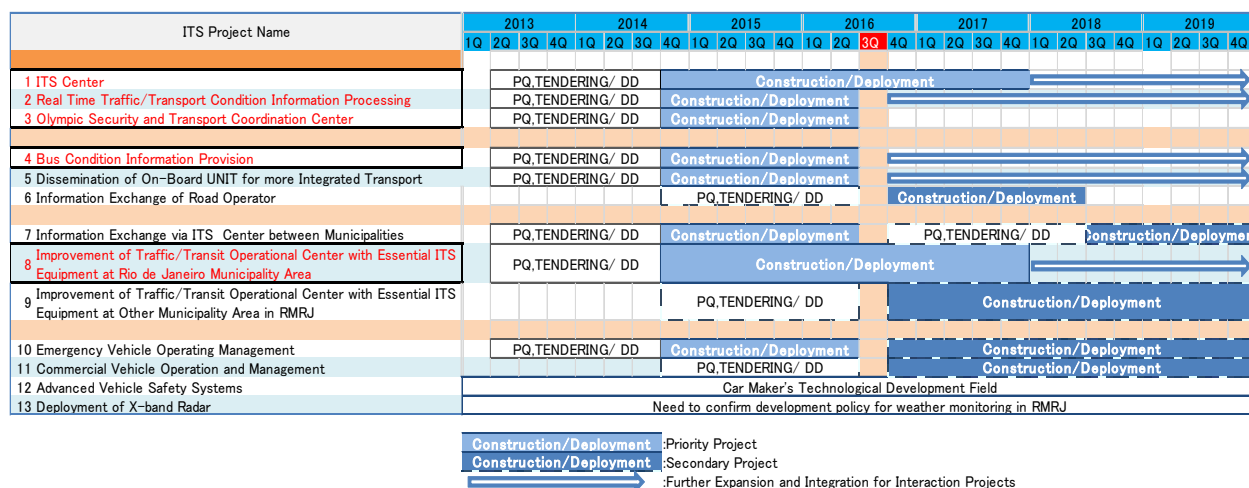 ITS Project Name
2013 2014 2015 2016 2017 2018 2019
1Q 2Q 3Q 4Q 1Q 2Q 3Q 4Q 1Q 2Q 3Q 4Q 1Q 2Q 3Q 4Q 1Q 2Q 3Q 4Q 1Q 2Q 3Q 4Q 1Q 2Q 3Q 4Q
1 ITS Center PQ,TENDERING/ DD Construction/Deployment
2 Real Time Traffic/Transport Condition Information Processing PQ,TENDERING/ DD Construction/Deployment
3 Olympic Security and Transport Coordination Center PQ,TENDERING/ DD Construction/Deployment
4 Bus Condition Information Provision PQ,TENDERING/ DD Construction/Deployment
5 Dissemination of On-Board UNIT for more Integrated Transport PQ,TENDERING/ DD Construction/Deployment
6 Information Exchange of Road Operator PQ,TENDERING/ DD Construction/Deployment
7 Information Exchange via ITS Center between Municipalities PQ,TENDERING/ DD Construction/Deployment PQ,TENDERING/ DD Construction/Deploymen
8 Improvement of Traffic/Transit Operational Center with Essential ITS
Equipment at Rio de Janeiro Municipality Area PQ,TENDERING/ DD Construction/Deployment
9 Improvement of Traffic/Transit Operational Center with Essential ITS
Equipment at Other Municipality Area in RMRJ PQ,TENDERING/ DD Construction/Deployment
10 Emergency Vehicle Operating Management PQ,TENDERING/ DD Construction/Deployment Construction/Deployment
11 Commercial Vehicle Operation and Management PQ,TENDERING/ DD Construction/Deployment
12 Advanced Vehicle Safety Systems Car Maker's Technological Development Field
13 Deployment of X-band Radar Need to confirm development policy for weather monitoring in RMRJ
Construction/Deployment :Priority Project
Construction/Deployment :Secondary Project
:Further Expansion and Integration for Interaction Projects